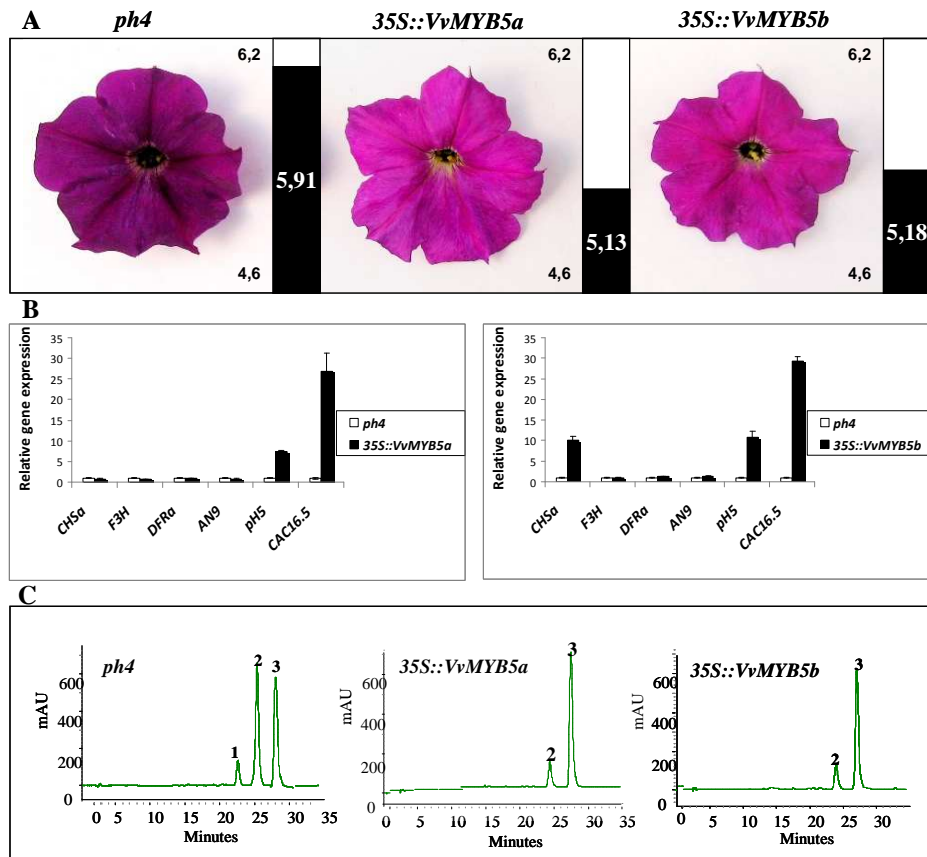 A
ph4
35S::VvMYB5a
35S::VvMYB5b
6,2
5,91
4,6
6,2
5,13
4,6
6,2
5,18
4,6
B
Relative gene expression
35
30
25
20
15
10
5
0
CHSa
F3H
DFRa
AN9
pH5
CAC16.5
ph4
35S::VvMYB5a
Relative gene expression
35
30
25
20
15
10
5
0
CHSa
F3H
DFRa
AN9
pH5
CAC16.5
ph4
35S::VvMYB5b
C
ph4
mAU
600
400
200
0
1
2
3
0 5 10 15 20 25 30 35
Minutes
35S::VvMYB5a
mAU
600
400
200
0
2
3
0 5 10 15 20 25 30 35
Minutes
35S::VvMYB5b
mAU
600
400
200
0
2
3
0 5 10 15 20 25 30
Minutes